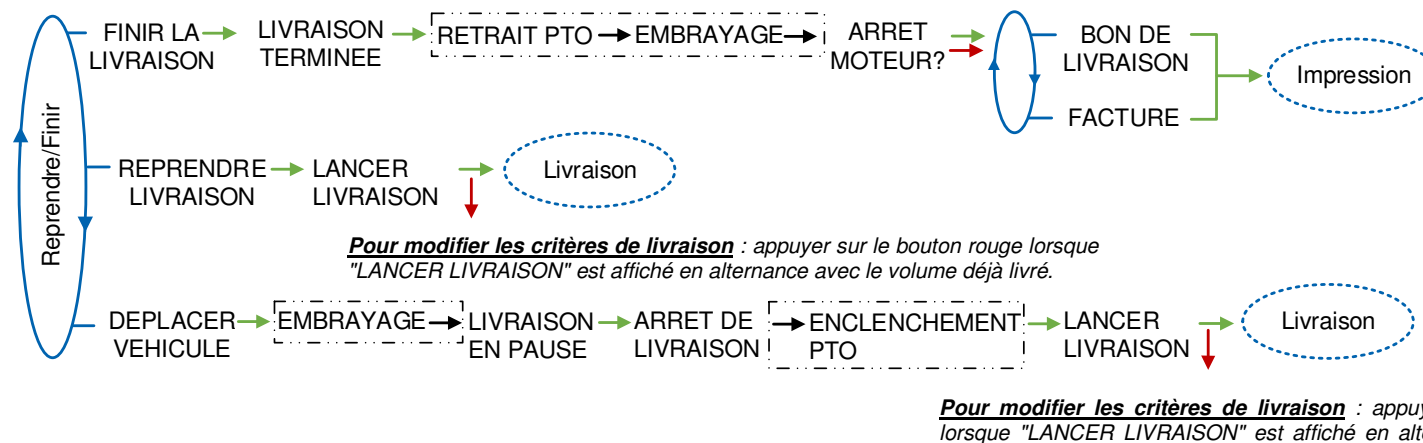 Reprendre/Finir
FINIR LA
LIVRAISON
LIVRAISON
TERMINEE
RETRAIT PTO
EMBRAYAGE
ARRET
MOTEUR?
BON DE
LIVRAISON
FACTURE
Impression
REPRENDRE
LIVRAISON
LANCER
LIVRAISON
Livraison
Pour modifier les critères de livraison : appuyer sur le bouton rouge lorsque
"LANCER LIVRAISON" est affiché en alternance avec le volume déjà livré.
DEPLACER
VEHICULE
EMBRAYAGE
LIVRAISON
EN PAUSE
ARRET DE
LIVRAISON
ENCLENCHEMENT
PTO
LANCER
LIVRAISON
Livraison
Pour modifier les critères de livraison : appuy
lorsque "LANCER LIVRAISON" est affiché en alte